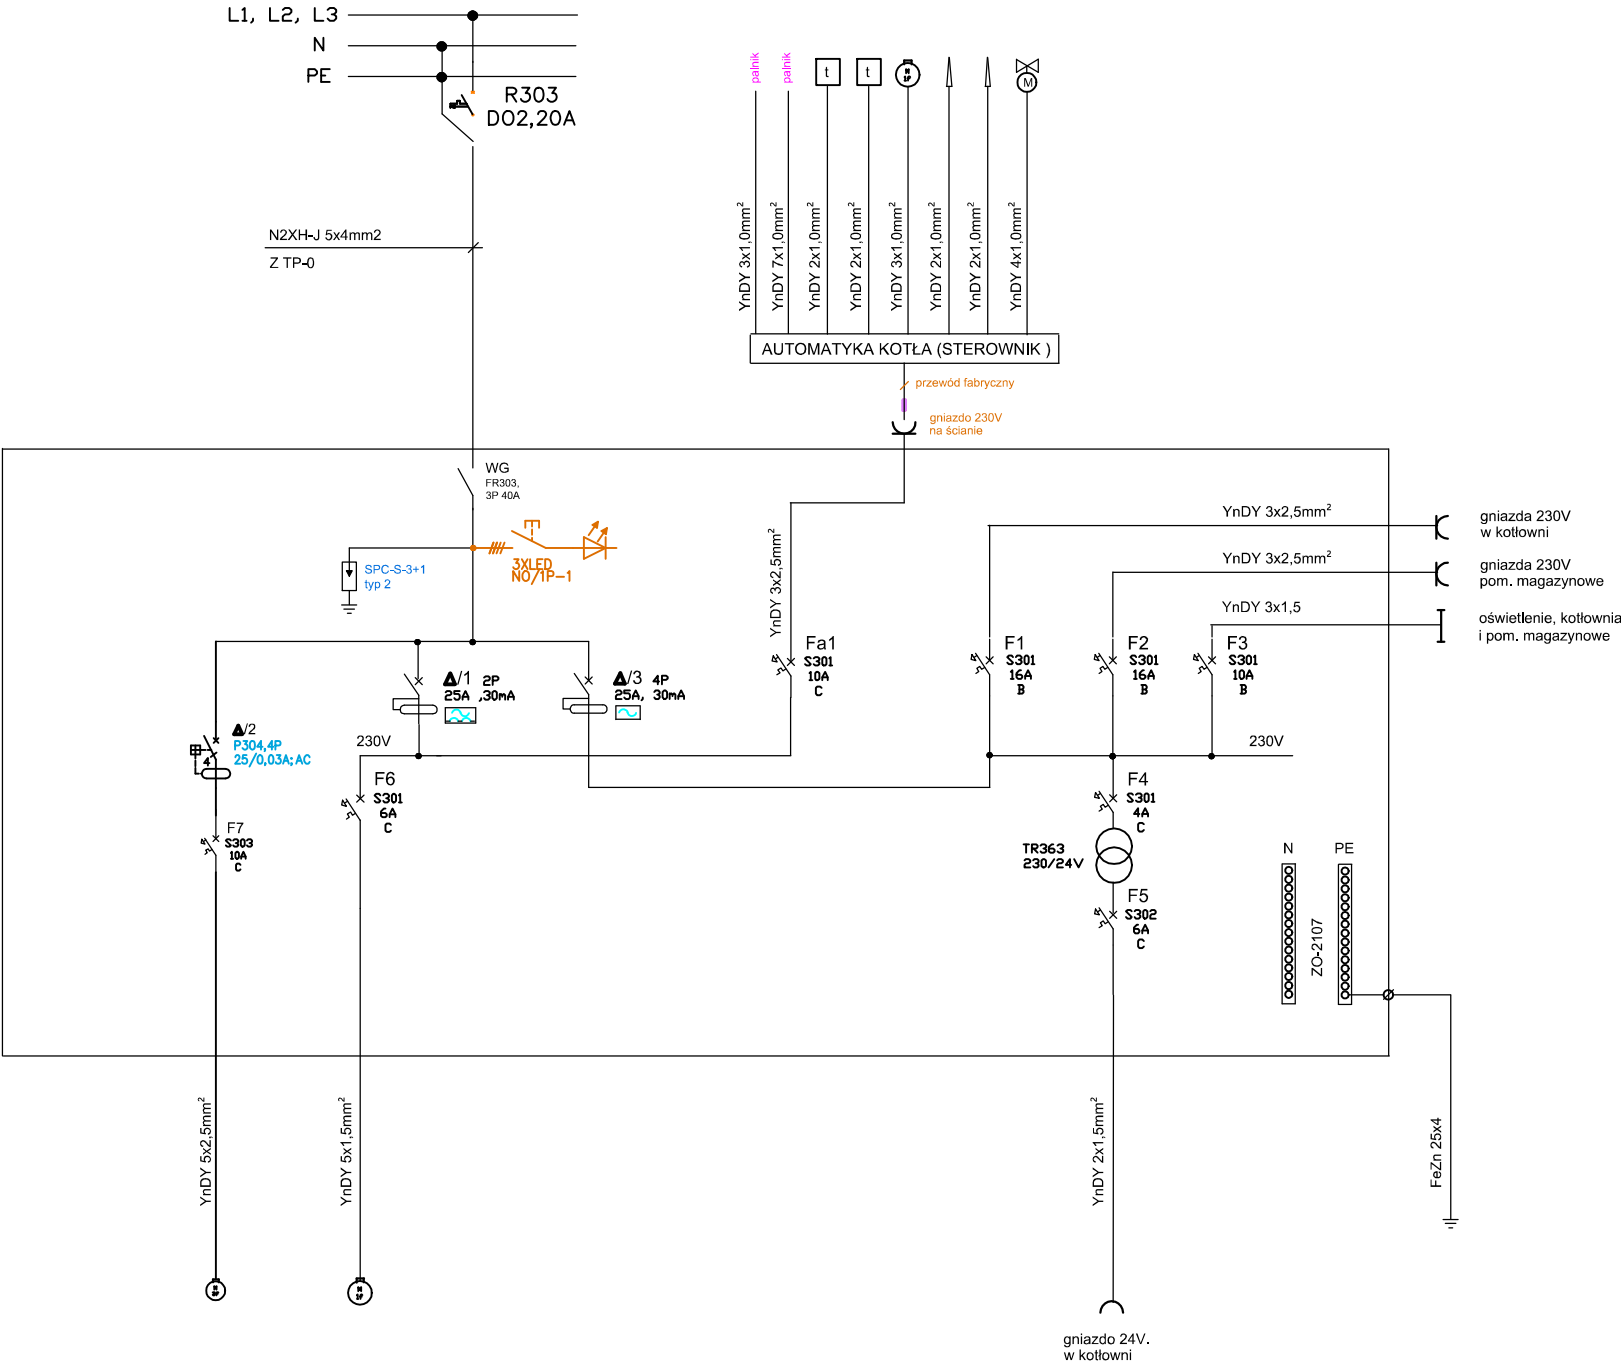 L1, L2, L3
N
PE
R303
DO2,20A
N2XH-J 5x4mm2
Z TP-0
palnik
palnik
t
t
M
1F
M
YnDY 3x1,0mm²
YnDY 7x1,0mm²
YnDY 2x1,0mm²
YnDY 2x1,0mm²
YnDY 3x1,0mm²
YnDY 2x1,0mm²
YnDY 2x1,0mm²
YnDY 4x1,0mm²
AUTOMATYKA KOTŁA (STEROWNIK )
przewód fabryczny
gniazdo 230V
na ścianie
WG
FR303,
3P 40A
3XLED
NO/1P-1
SPC-S-3+1
typ 2
YnDY 3x2,5mm²
YnDY 3x2,5mm²
gniazda 230V
w kotłowni
YnDY 3x2,5mm²
gniazda 230V
pom. magazynowe
YnDY 3x1,5
oświetlenie, kotłownia
i pom. magazynowe
Δ/1 2P
25A ,30mA
Δ/3 4P
25A, 30mA
Fa1
S301
10A
C
F1
S301
16A
B
F2
S301
16A
B
F3
S301
10A
B
Δ/2
P304,4P
25/0,03A;AC
4
230V
230V
F6
S301
6A
C
F7
S303
10A
C
F4
S301
4A
C
TR363
230/24V
F5
S302
6A
C
N
PE
ZO-2107
YnDY 5x2,5mm²
YnDY 5x1,5mm²
YnDY 2x1,5mm²
FeZn 25x4
M
3F
M
1F
gniazdo 24V.
w kotłowni